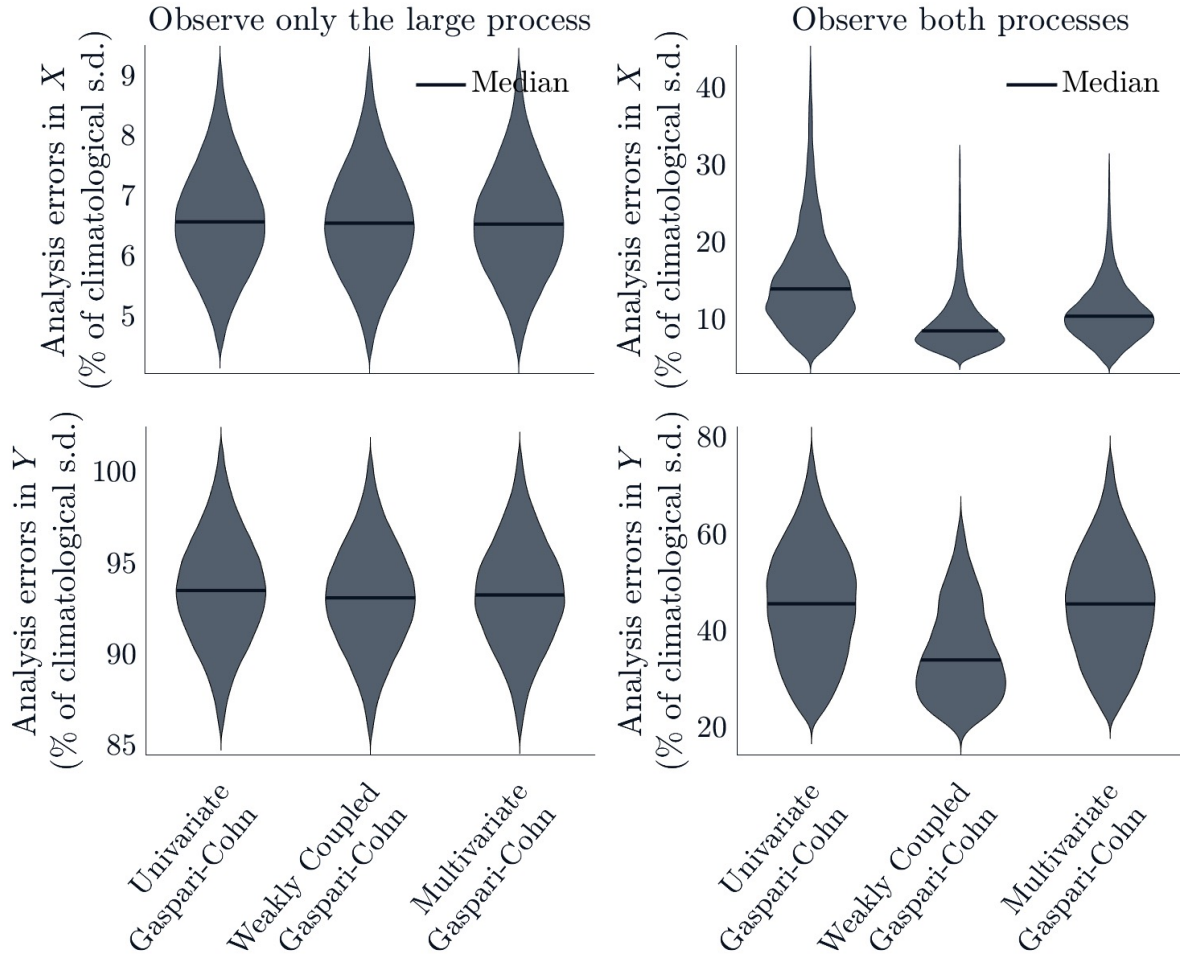 Observe only the large process
Observe both processes
Analysis errors in X
(% of climatological s.d.)
9
8
7
6
5
Median
Analysis errors in X
(% of climatological s.d.)
40
30
20
10
Median
Analysis errors in Y
(% of climatological s.d.)
100
95
90
85
Analysis errors in Y
(% of climatological s.d.)
80
60
40
20
Univariate
Gaspari-Cohn
Weakly Coupled
Gaspari-Cohn
Multivariate
Gaspari-Cohn
Univariate
Gaspari-Cohn
Weakly Coupled
Gaspari-Cohn
Multivariate
Gaspari-Cohn